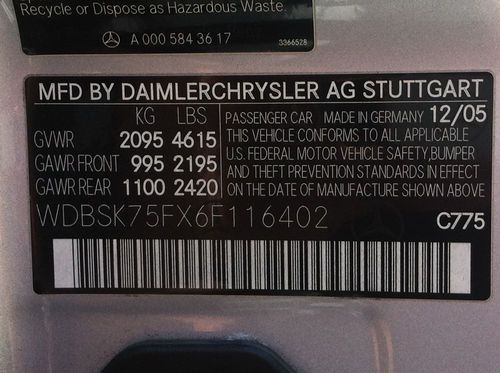 Recycle or Dispose as Hazardous Waste.
A 000 584 36 17
3366528
MFD BY DAIMLERCHRYSLER AG STUTTGART
KG LBS
GVWR 2095 4615
GAWR FRONT 995 2195
GAWR REAR 1100 2420
PASSENGER CAR MADE IN GERMANY 12/05
THIS VEHICLE CONFORMS TO ALL APPLICABLE
U.S. FEDERAL MOTOR VEHICLE SAFETY,BUMPER
AND THEFT PREVENTION STANDARDS IN EFFECT
ON THE DATE OF MANUFACTURE SHOWN ABOVE
WDBSK75FX6F116402
C775